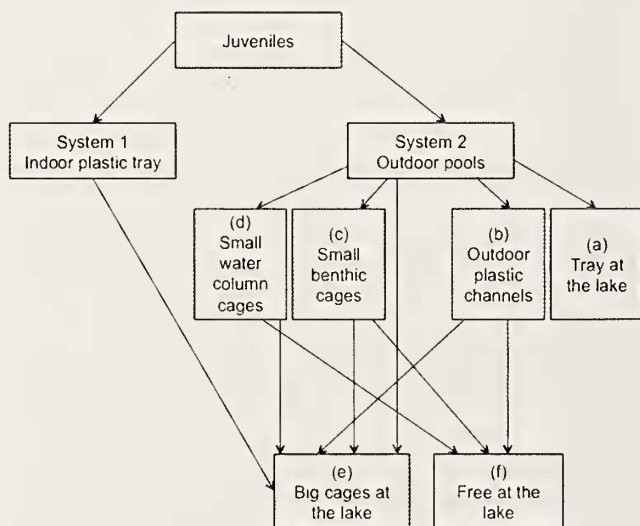 Juveniles
System 1
Indoor plastic tray
System 2
Outdoor pools
(d)
Small
water
column
cages
(c)
Small
benthic
cages
(b)
Outdoor
plastic
channels
(a)
Tray at
the lake
(e)
Big cages at
the lake
(f)
Free at the
lake